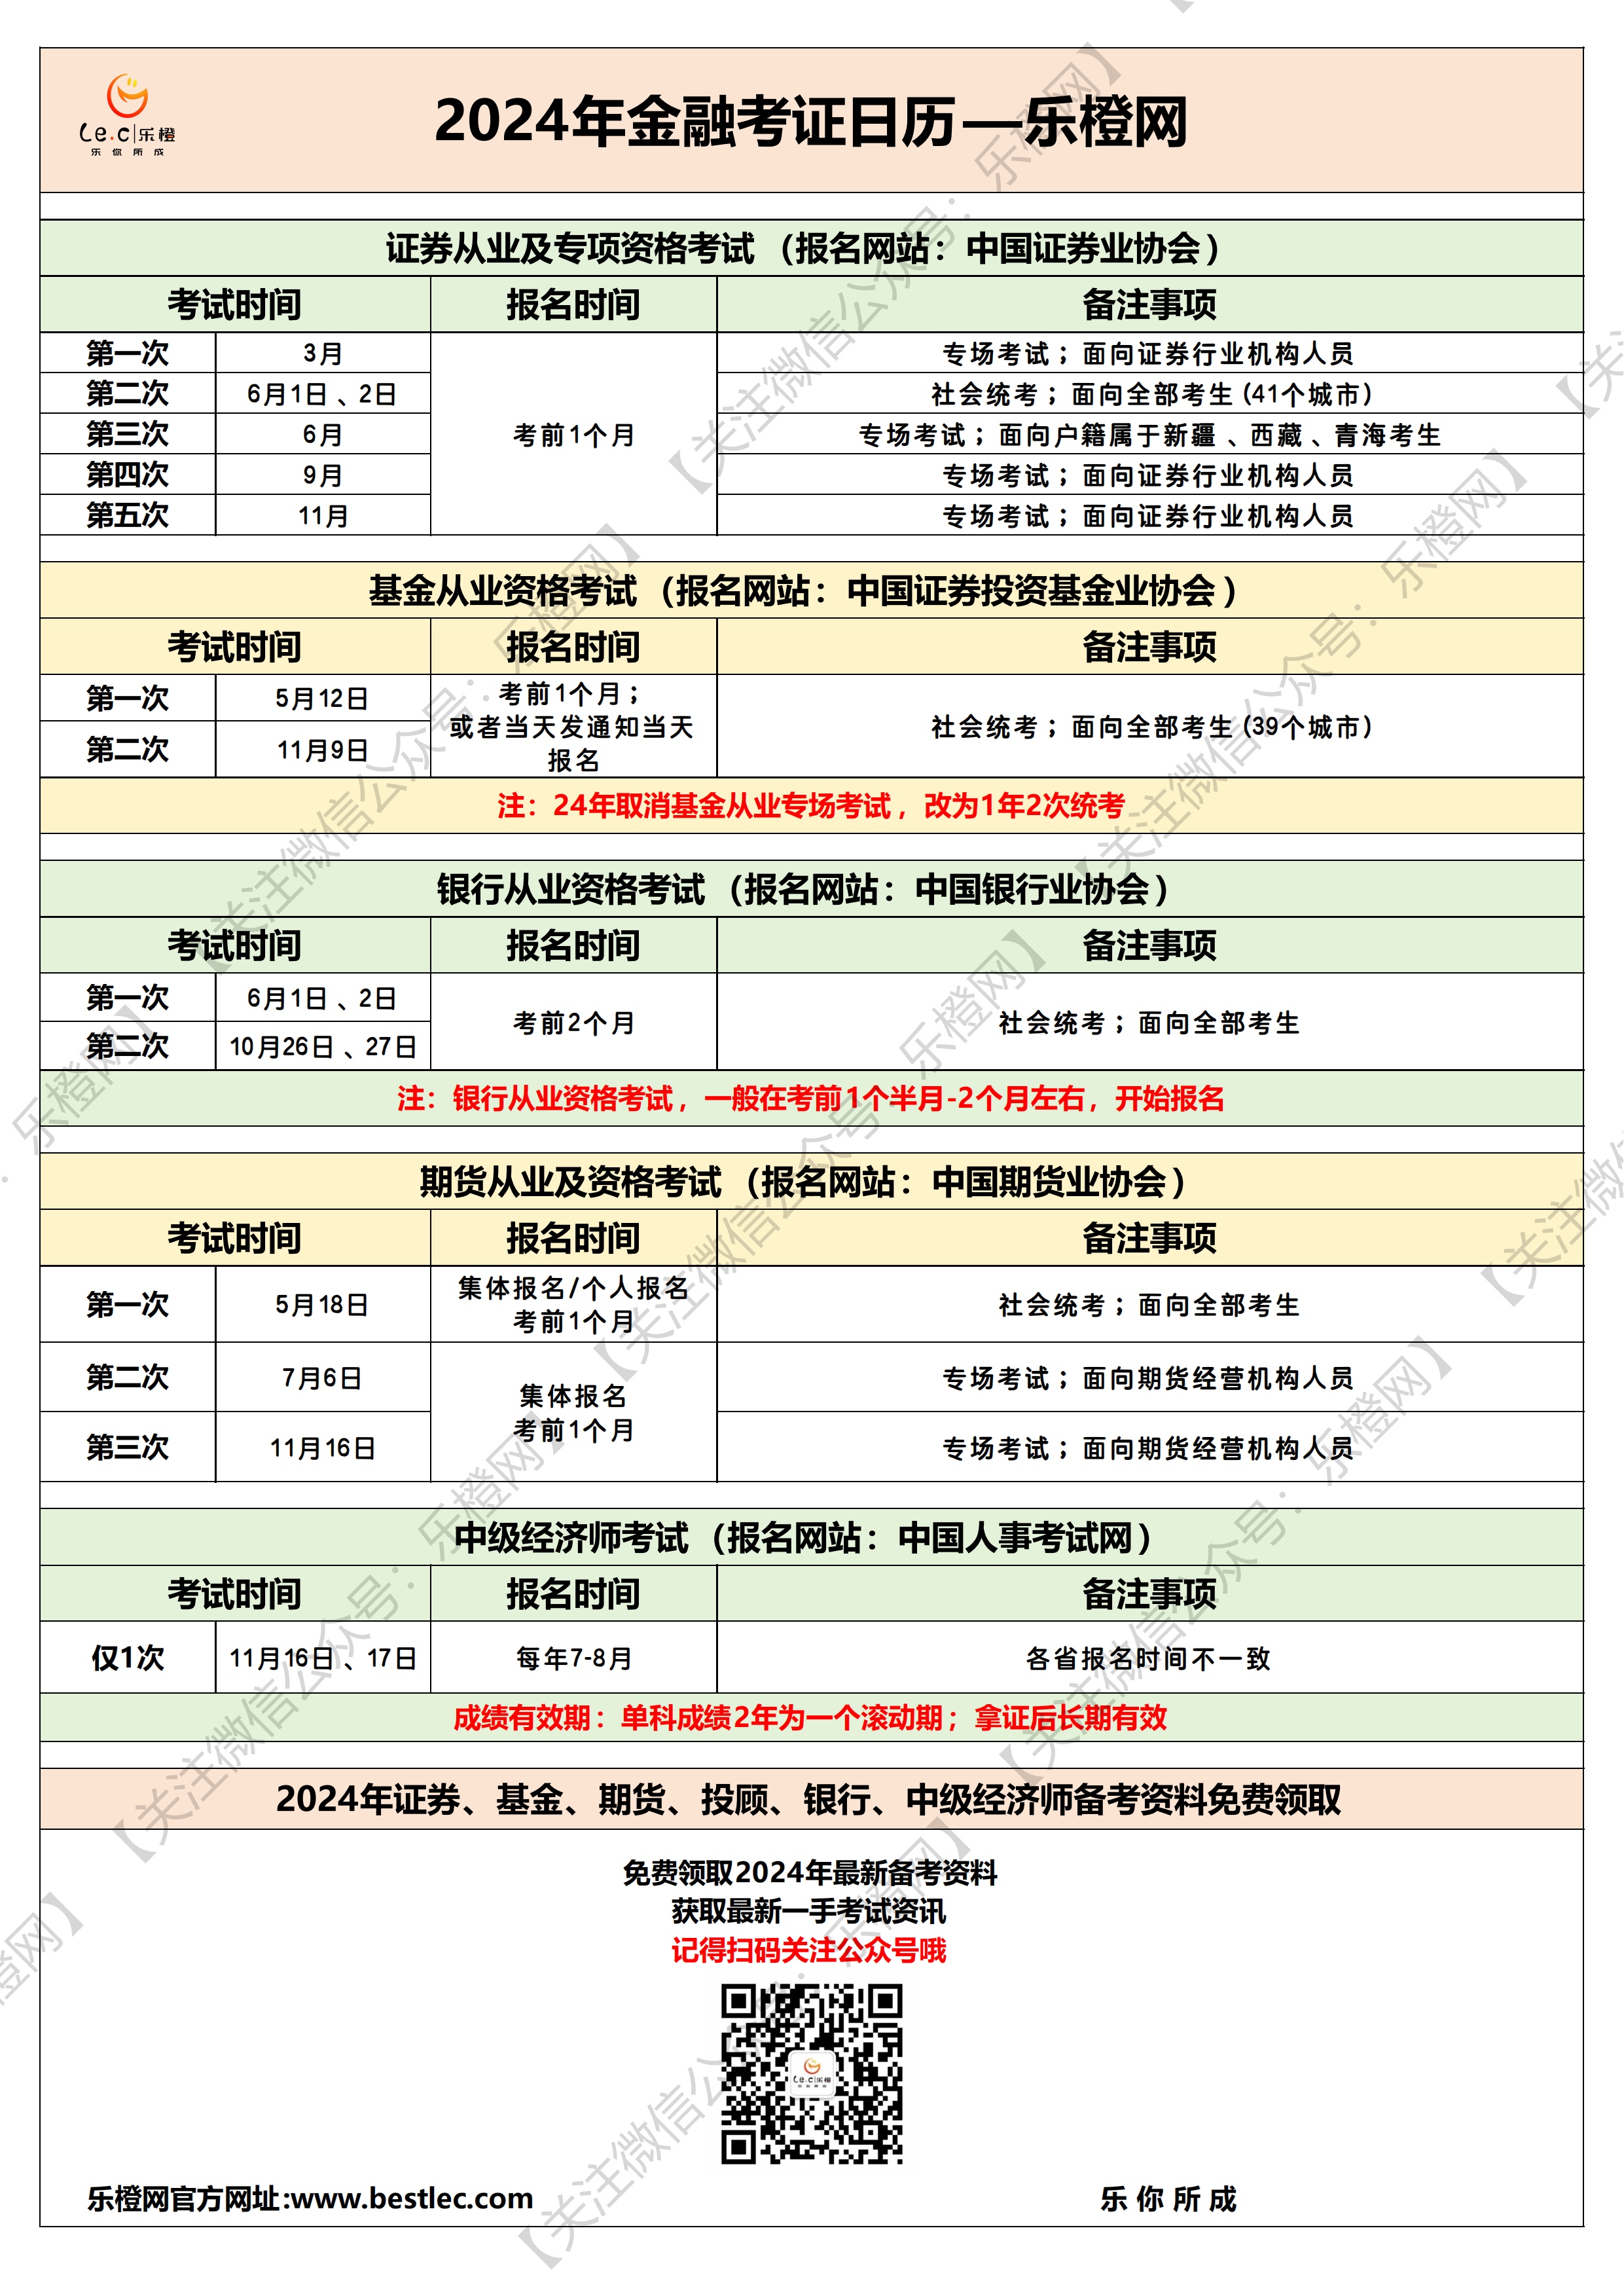 Le.c|乐橙
乐你所成
2024年金融考证日历—乐橙网
证券从业及专项资格考试（报名网站：中国证券业协会）
考试时间 报名时间 备注事项
第一次 3月 专场考试；面向证券行业机构人员
第二次 6月1日、2日 社会统考；面向全部考生(41个城市)
第三次 6月 考前1个月 专场考试；面向户籍属于新疆、西藏、青海考生
第四次 9月 专场考试；面向证券行业机构人员
第五次 11月 专场考试；面向证券行业机构人员
基金从业资格考试（报名网站：中国证券投资基金业协会）
考试时间 报名时间 备注事项
第一次 5月12日 考前1个月；
或者当天发通知当天 社会统考；面向全部考生(39个城市)
第二次 11月9日 报名
注：24年取消基金从业专场考试，改为1年2次统考
银行从业资格考试（报名网站：中国银行业协会）
考试时间 报名时间 备注事项
第一次 6月1日、2日 考前2个月 社会统考；面向全部考生
第二次 10月26日、27日
注：银行从业资格考试，一般在考前1个半月-2个月左右，开始报名
期货从业及资格考试（报名网站：中国期货业协会）
考试时间 报名时间 备注事项
第一次 5月18日 集体报名/个人报名 社会统考；面向全部考生
考前1个月
第二次 7月6日 集体报名 专场考试；面向期货经营机构人员
考前1个月
第三次 11月16日 专场考试；面向期货经营机构人员
中级经济师考试（报名网站：中国人事考试网）
考试时间 报名时间 备注事项
仅1次 11月16日、17日 每年7-8月 各省报名时间不一致
成绩有效期：单科成绩2年为一个滚动期；拿证后长期有效
2024年证券、基金、期货、投顾、银行、中级经济师备考资料免费领取
免费领取2024年最新备考资料
获取最新一手考试资讯
记得扫码关注公众号哦
Le.c|乐橙
乐你所成
乐橙网官方网址:www.bestlec.com 乐你所成
【关注微信公众号：乐橙网】